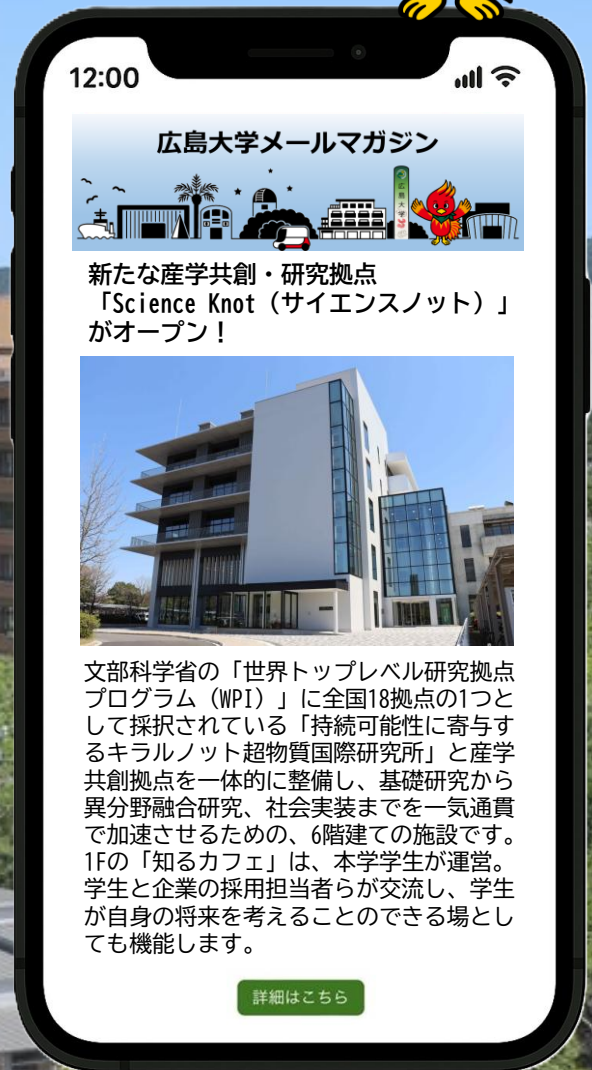 12:00
広島大学メールマガジン
広島大学
新たな産学共創・研究拠点
「Science Knot（サイエンスノット）」
がオープン！
文部科学省の「世界トップレベル研究拠点
プログラム（WPI）」に全国18拠点の1つと
して採択されている「持続可能性に寄与す
るキラルノット超物質国際研究所」と産学
共創拠点を一体的に整備し、基礎研究から
異分野融合研究、社会実装までを一気通貫
で加速させるための、6階建ての施設です。
1Fの「知るカフェ」は、本学学生が運営。
学生と企業の採用担当者らが交流し、学生
が自身の将来を考えることのできる場とし
ても機能します。
詳細はこちら